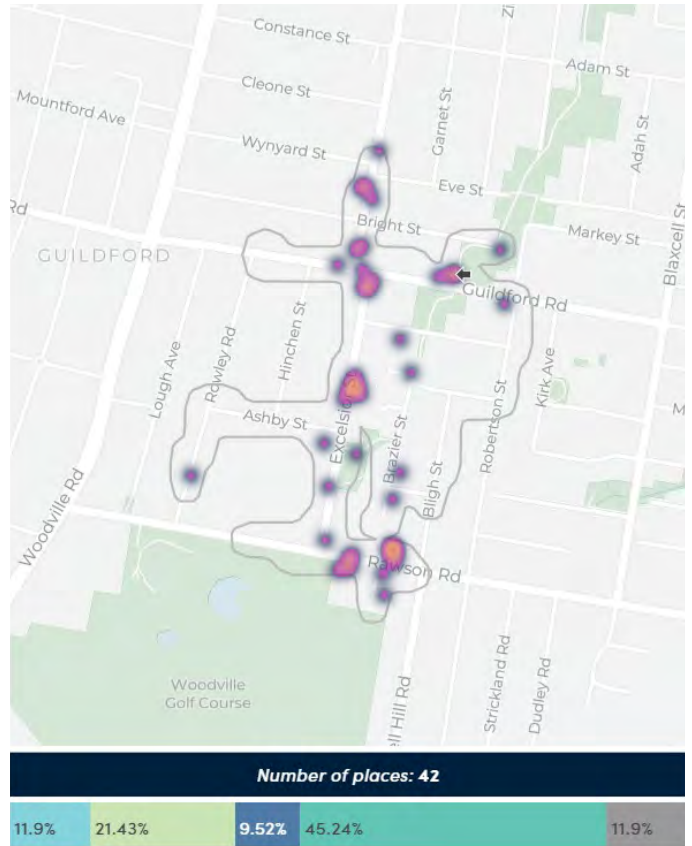 Constance St
Zi
Adam St
Cleone St
Garnet St
Mountford Ave
Adah St
Wynyard St
Eve St
Blaxcell St
Rd
Bright St
Markey St
GUILDFORD
Guildford Rd
Hinchen St
Rowley Rd
Lough Ave
Kirk Ave
Robertson St
M
Ashby St
Excelsio
Brazier St
Bligh St
Woodville Rd
Rawson Rd
Woodville
Golf Course
ell Hill Rd
Strickland Rd
Dudley Rd
Number of places: 42
11.9% 21.43% 9.52% 45.24% 11.9%